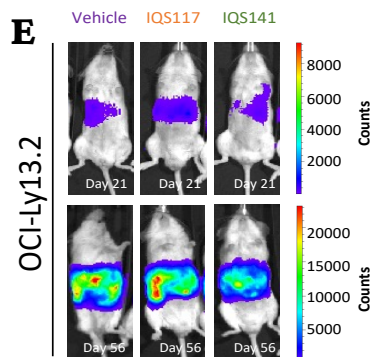 E
Vehicle IQS117 IQS141
OCI-Ly13.2
Day 21 Day 21 Day 21
8000
6000
4000
2000
Counts
Day 56 Day 56 Day 56
20000
15000
10000
5000
Counts